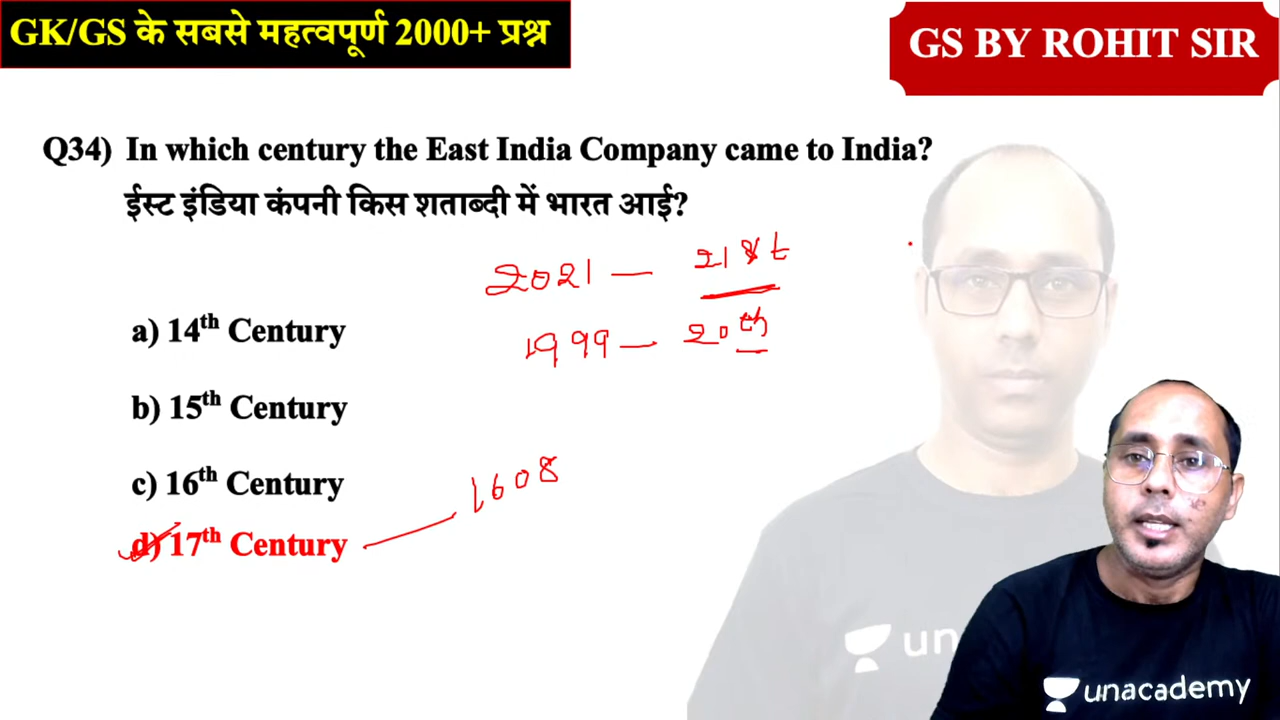 GK/GS के सबसे महत्वपूर्ण 2000+ प्रश्न
GS BY ROHIT SIR
Q34) In which century the East India Company came to India?
ईस्ट इंडिया कंपनी किस शताब्दी में भारत आई?
2021 — 21st
a) 14th Century
1999 — 20th
b) 15th Century
c) 16th Century
1608
d) 17th Century
un
unacademy